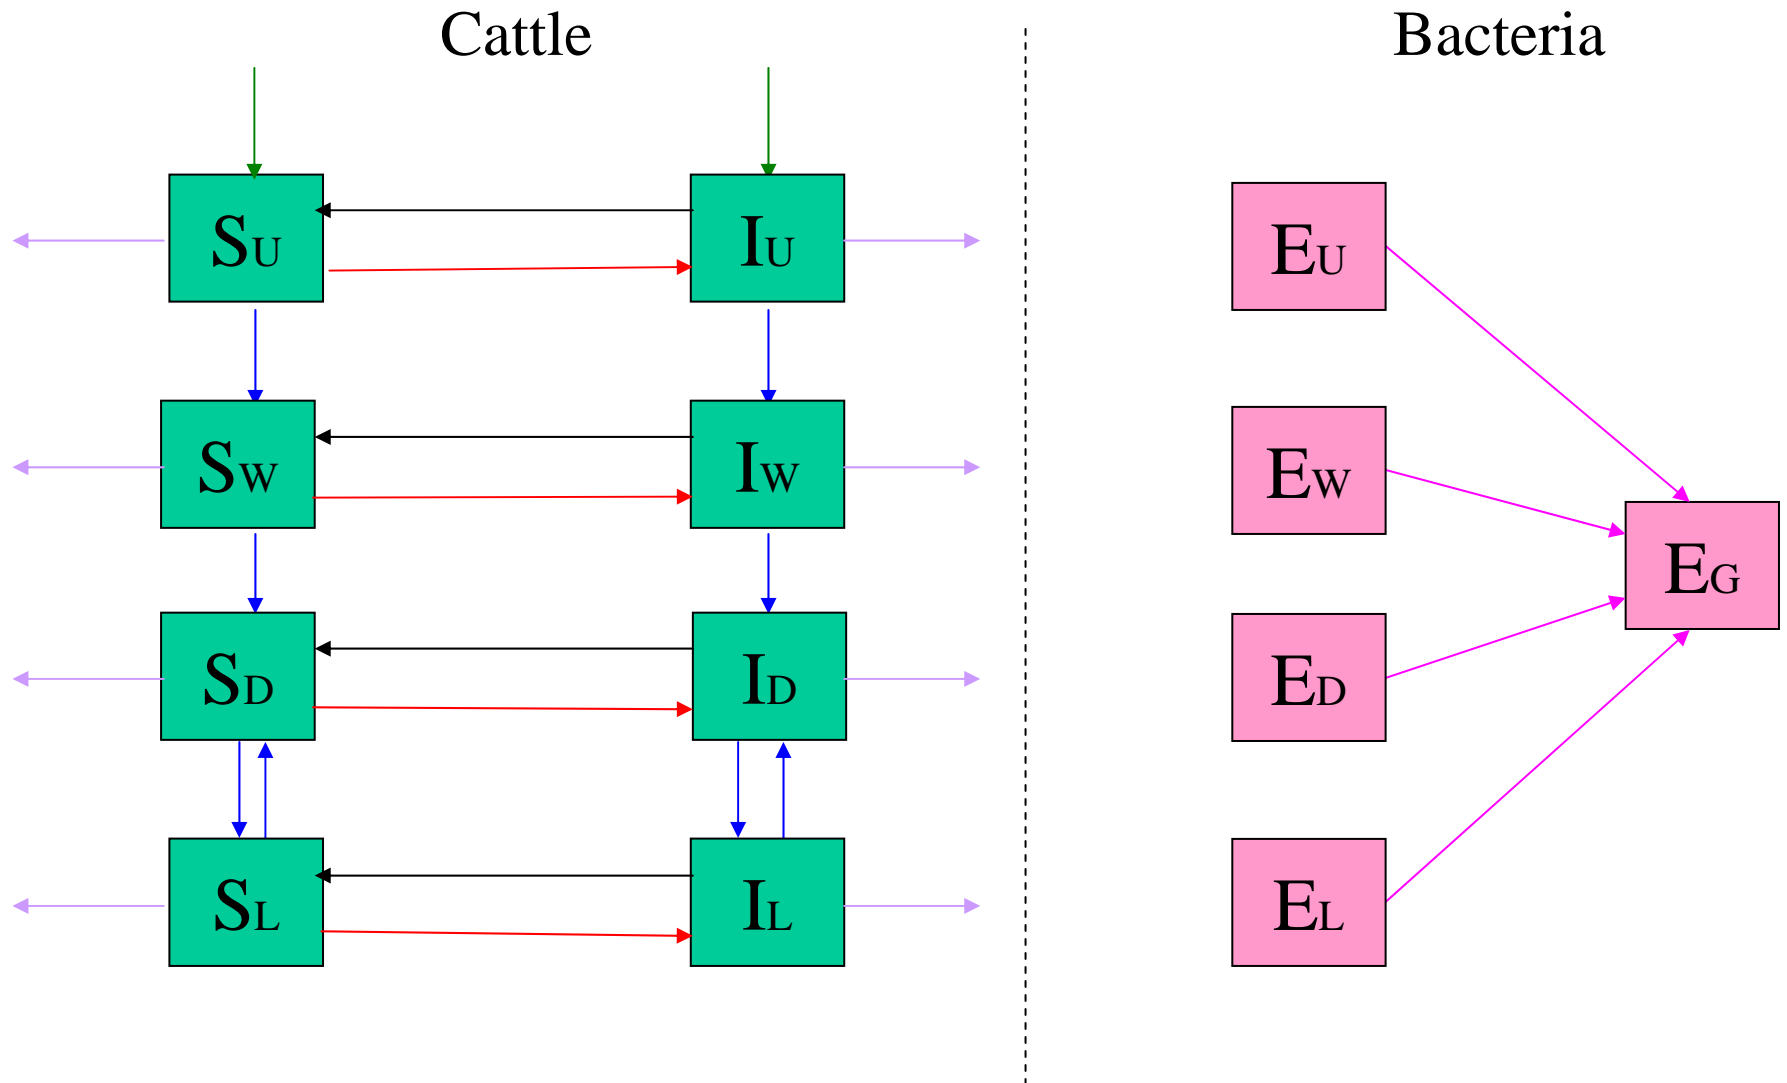 Cattle
Bacteria
SU
IU
EU
SW
IW
EW
EG
SD
ID
ED
SL
IL
EL